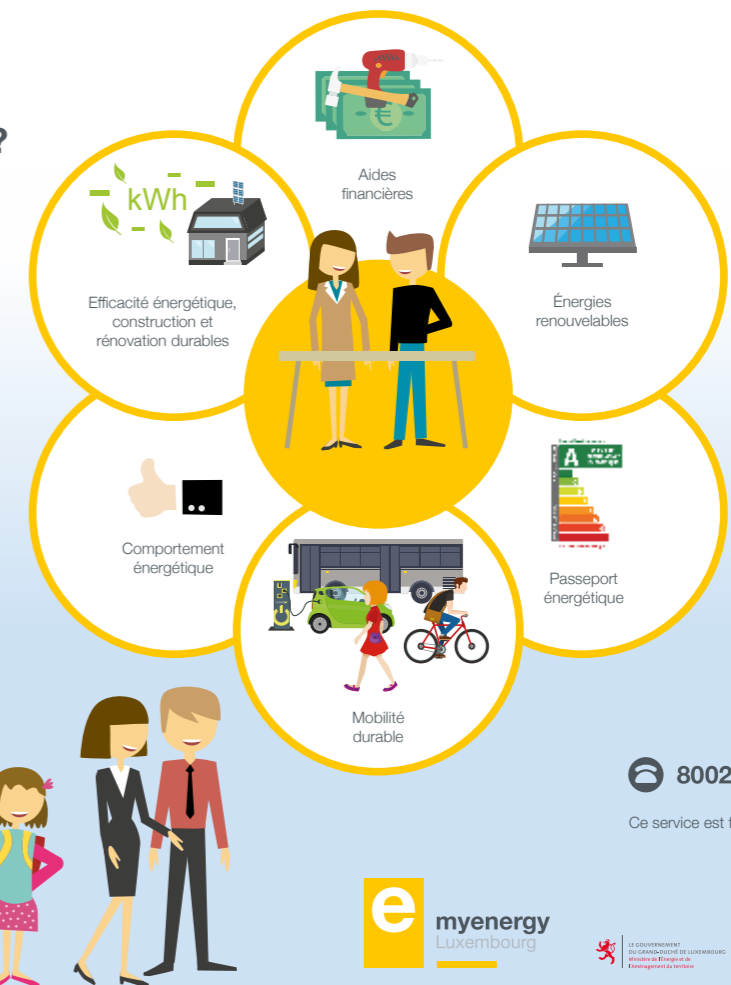 ?
Aides
financières
kWh
Efficacité énergétique,
construction et
rénovation durables
Énergies
renouvelables
Comportement
énergétique
A
Passeport
énergétique
Mobilité
durable
8002
Ce service est
e
myenergy
Luxembourg
LE GOUVERNEMENT
DU GRAND-DUCHÉ DE LUXEMBOURG
Ministère de l'Énergie et de
l'Aménagement du territoire